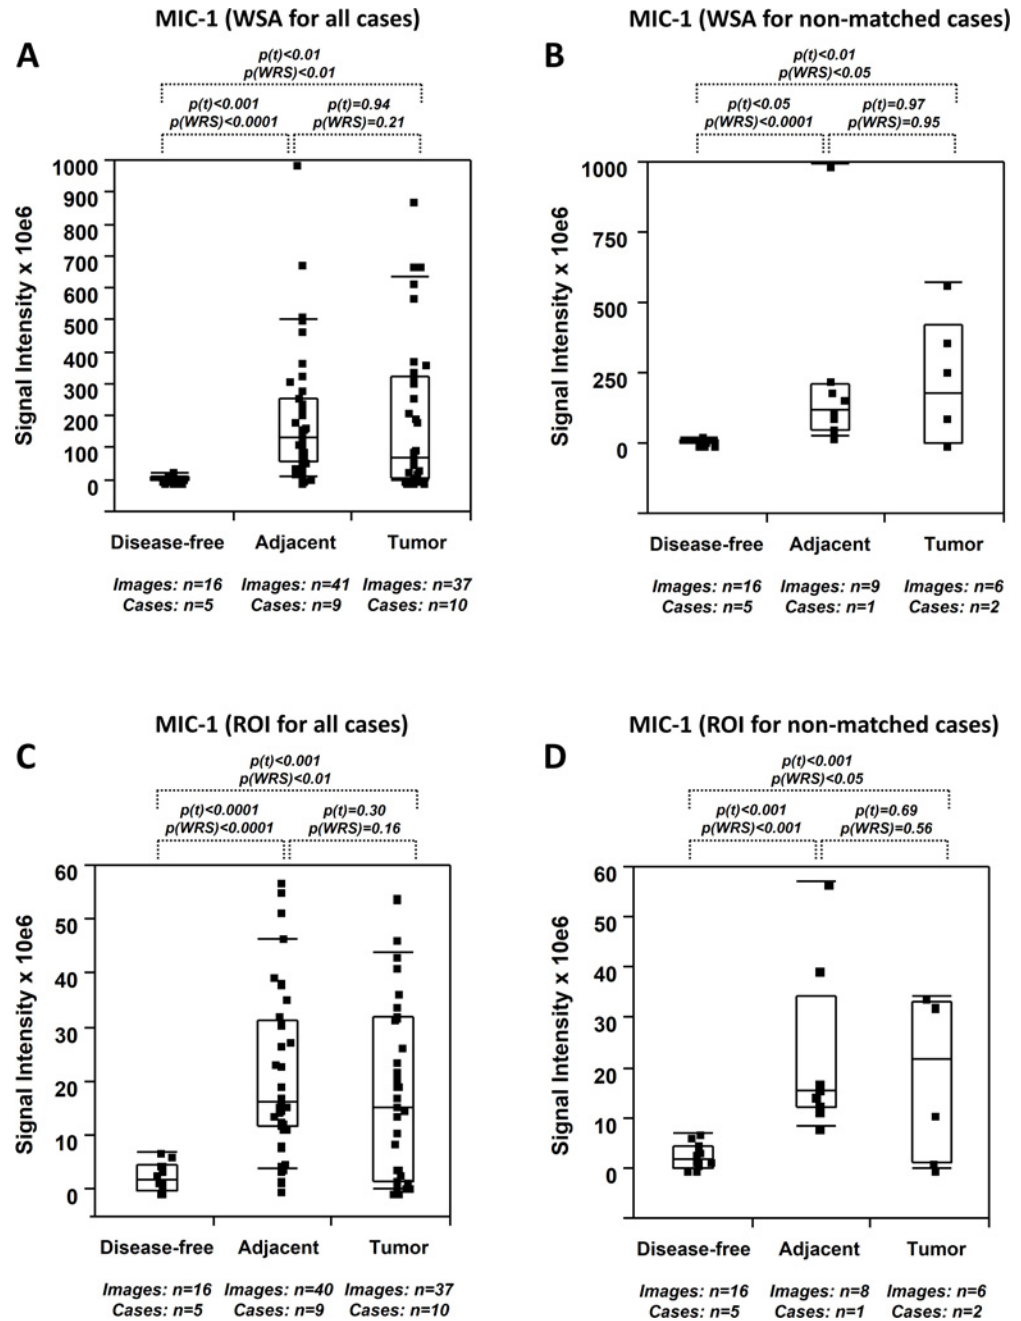 MIC-1 (WSA for all cases)
A
p(t)<0.01
p(WRS)<0.01
p(t)<0.001
p(WRS)<0.0001
p(t)=0.94
p(WRS)=0.21
Signal Intensity x 10e6
1000
900
800
700
600
500
400
300
200
100
0
Disease-free
Adjacent
Tumor
Images: n=16
Cases: n=5
Images: n=41
Cases: n=9
Images: n=37
Cases: n=10
MIC-1 (WSA for non-matched cases)
B
p(t)<0.01
p(WRS)<0.05
p(t)<0.05
p(WRS)<0.0001
p(t)=0.97
p(WRS)=0.95
Signal Intensity x 10e6
1000
750
500
250
0
Disease-free
Adjacent
Tumor
Images: n=16
Cases: n=5
Images: n=9
Cases: n=1
Images: n=6
Cases: n=2
MIC-1 (ROI for all cases)
C
p(t)<0.001
p(WRS)<0.01
p(t)<0.0001
p(WRS)<0.0001
p(t)=0.30
p(WRS)=0.16
Signal Intensity x 10e6
60
50
40
30
20
10
0
Disease-free
Adjacent
Tumor
Images: n=16
Cases: n=5
Images: n=40
Cases: n=9
Images: n=37
Cases: n=10
MIC-1 (ROI for non-matched cases)
D
p(t)<0.001
p(WRS)<0.05
p(t)<0.001
p(WRS)<0.001
p(t)=0.69
p(WRS)=0.56
Signal Intensity x 10e6
60
50
40
30
20
10
0
Disease-free
Adjacent
Tumor
Images: n=16
Cases: n=5
Images: n=8
Cases: n=1
Images: n=6
Cases: n=2